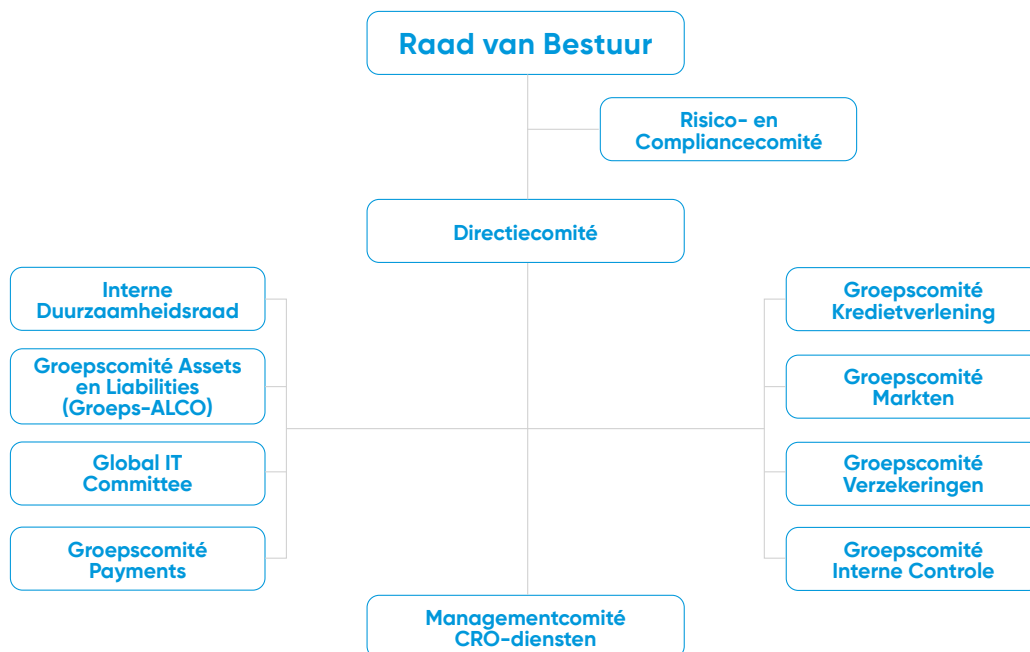 Raad van Bestuur
Risico- en
Compliancecomité
Directiecomité
Interne
Duurzaamheidsraad
Groepscomité Assets
en Liabilities
(Groeps-ALCO)
Global IT
Committee
Groepscomité
Payments
Groepscomité
Kredietverlening
Groepscomité
Markten
Groepscomité
Verzekeringen
Groepscomité
Interne Controle
Managementcomité
CRO-diensten